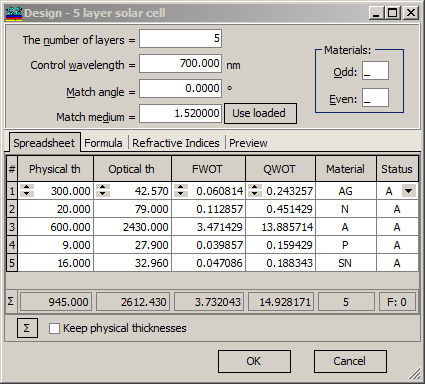 Design - 5 layer solar cell
The number of layers = 5
Control wavelength = 700.000 nm
Match angle = 0.0000 °
Match medium = 1.520000 Use loaded
Materials:
Odd: _
Even: _
Spreadsheet Formula Refractive Indices Preview
# Physical th Optical th FWOT QWOT Material Status
1 300.000 42.570 0.060814 0.243257 AG A
2 20.000 79.000 0.112857 0.451429 N A
3 600.000 2430.000 3.471429 13.885714 A A
4 9.000 27.900 0.039857 0.159429 P A
5 16.000 32.960 0.047086 0.188343 SN A
Σ 945.000 2612.430 3.732043 14.928171 5 F: 0
Σ Keep physical thicknesses
OK Cancel